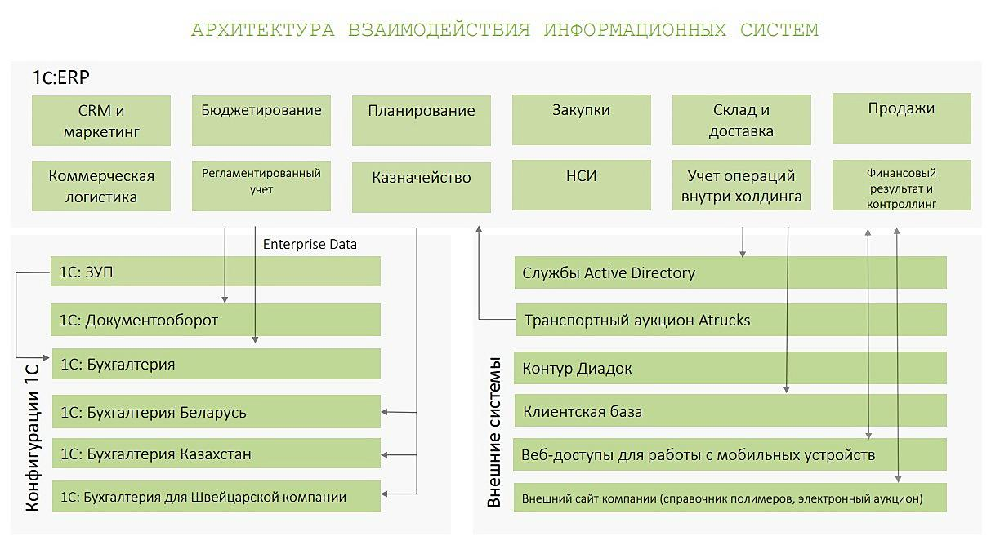 АРХИТЕКТУРА ВЗАИМОДЕЙСТВИЯ ИНФОРМАЦИОННЫХ СИСТЕМ
1С:ERP
CRM и
маркетинг
Бюджетирование
Планирование
Закупки
Склад и
доставка
Продажи
Коммерческая
логистика
Регламентированный
учет
Казначейство
НСИ
Учет операций
внутри холдинга
Финансовый
результат и
контроллинг
Enterprise Data
Конфигурации 1С
1С: ЗУП
1С: Документооборот
1С: Бухгалтерия
1С: Бухгалтерия Беларусь
1С: Бухгалтерия Казахстан
1С: Бухгалтерия для Швейцарской компании
Внешние системы
Службы Active Directory
Транспортный аукцион Atrucks
Контур Диадок
Клиентская база
Веб-доступы для работы с мобильных устройств
Внешний сайт компании (справочник полимеров, электронный аукцион)